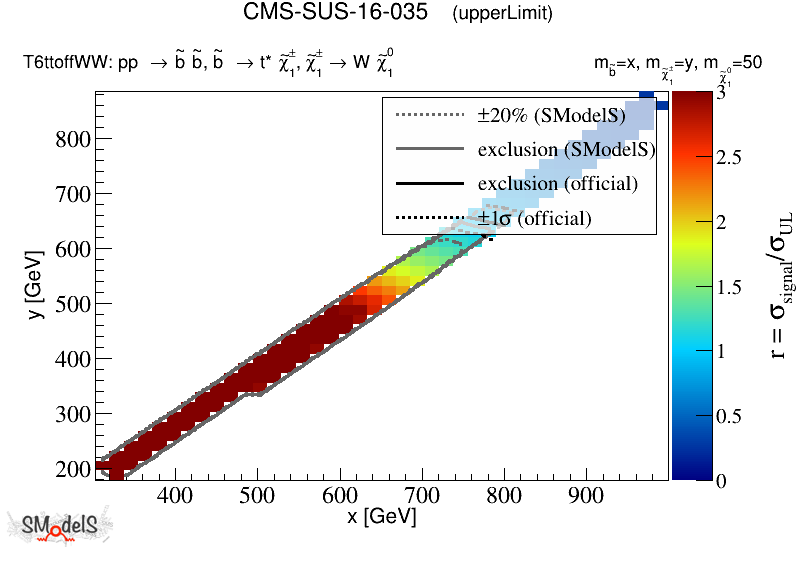 CMS-SUS-16-035 (upperLimit)
T6ttoffWW: pp → b̃ b̃, b̃ → t* χ̃₁±, χ̃₁± → W χ̃₁⁰
m_b̃=x, m_χ̃₁±=y, m_χ̃₁⁰=50
±20% (SModelS)
exclusion (SModelS)
exclusion (official)
±1σ (official)
y [GeV]
800
700
600
500
400
300
200
400 500 600 700 800 900
x [GeV]
3
2.5
2
1.5
1
0.5
0
r = σ_signal/σ_UL
SModelS